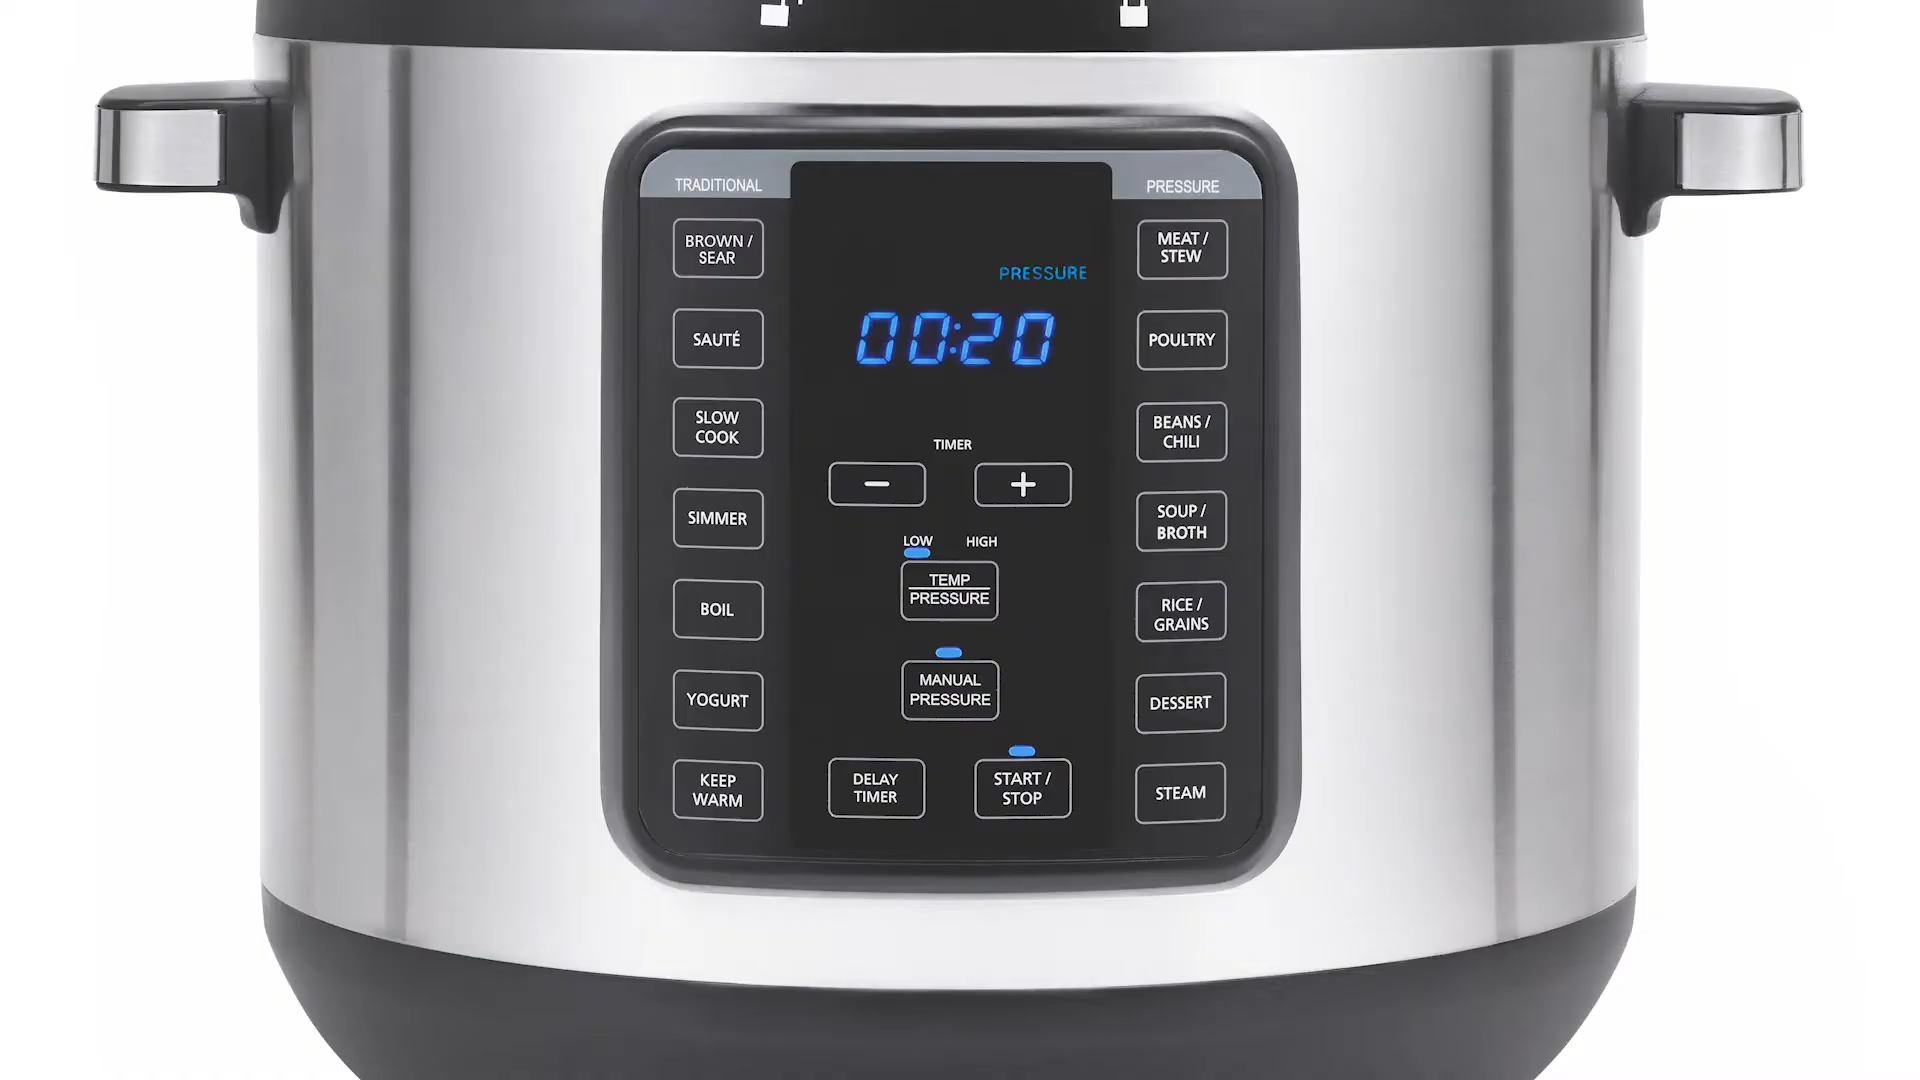 TRADITIONAL
BROWN /
SEAR
SAUTÉ
SLOW
COOK
SIMMER
BOIL
YOGURT
KEEP
WARM
PRESSURE
00:20
TIMER
− +
LOW HIGH
TEMP
PRESSURE
MANUAL
PRESSURE
DELAY
TIMER
START /
STOP
PRESSURE
MEAT /
STEW
POULTRY
BEANS /
CHILI
SOUP /
BROTH
RICE /
GRAINS
DESSERT
STEAM